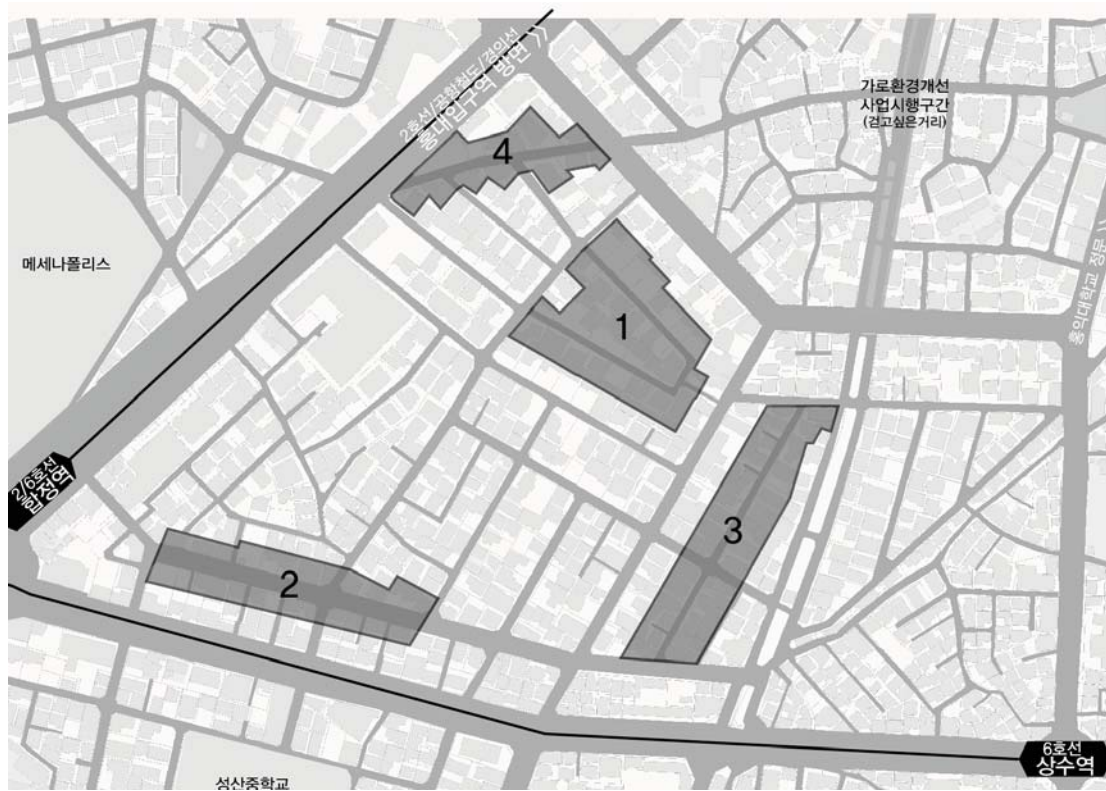 2호선/공항철도/경의선
홍대입구역 방면 >>
가로환경개선
사업시행구간
(걷고싶은거리)
4
메세나폴리스
홍익대학교 정문 >>
1
2/6호선
합정역
3
2
6호선
상수역
성산중학교